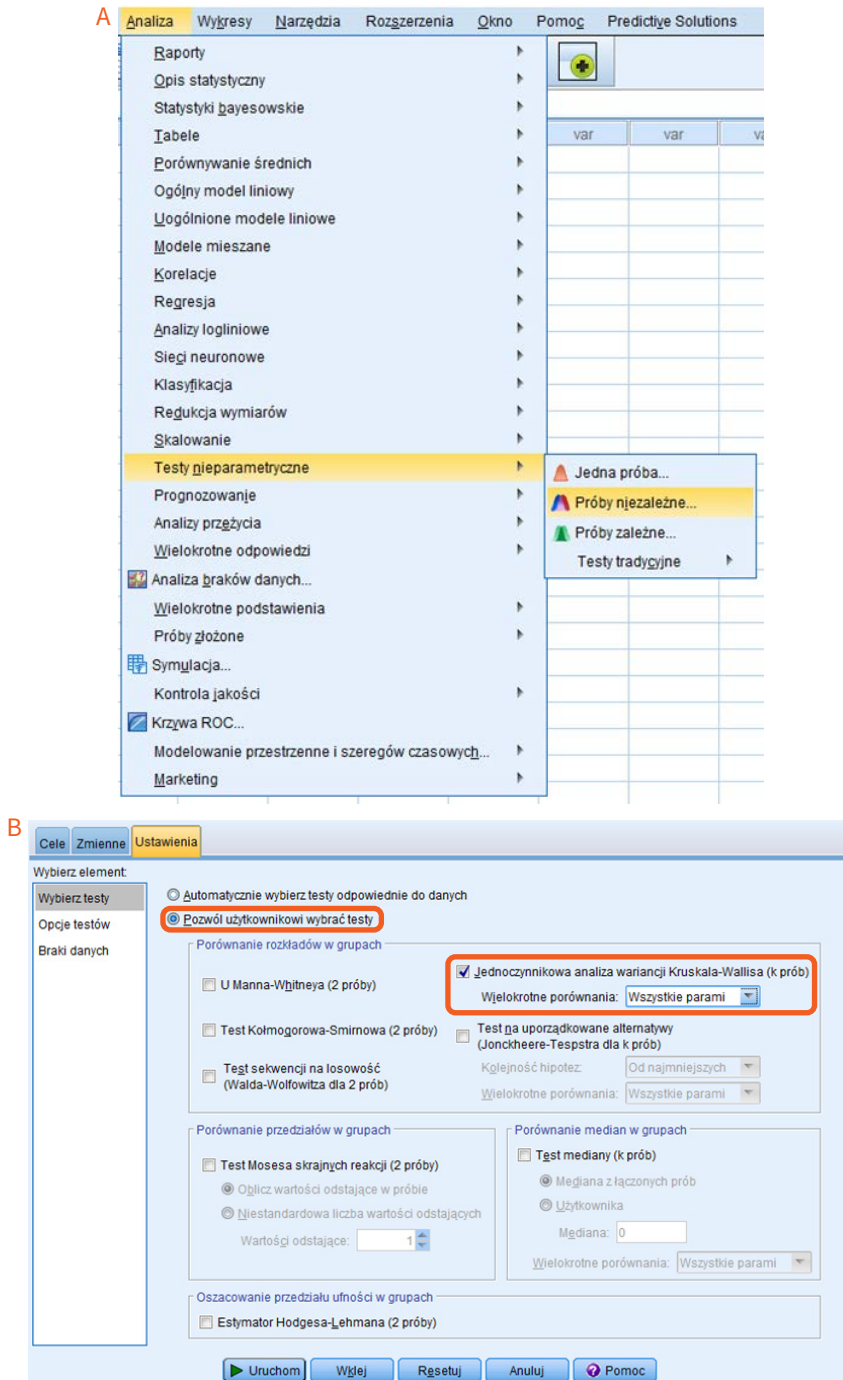 A
Analiza Wykresy Narzędzia Rozszerzenia Okno Pomoc Predictive Solutions
Raporty
Opis statystyczny
Statystyki bayesowskie
Tabele
var var va
Porównywanie średnich
Ogólny model liniowy
Uogólnione modele liniowe
Modele mieszane
Korelacje
Regresja
Analizy logliniowe
Sieci neuronowe
Klasyfikacja
Redukcja wymiarów
Skalowanie
Testy nieparametryczne
Jedna próba...
Prognozowanie
Próby niezależne...
Analizy przeżycia
Próby zależne...
Wielokrotne odpowiedzi
Testy tradycyjne
Analiza braków danych...
Wielokrotne podstawienia
Próby złożone
Symulacja...
Kontrola jakości
Krzywa ROC...
Modelowanie przestrzenne i szeregów czasowych...
Marketing
B
Cele Zmienne Ustawienia
Wybierz element:
Wybierz testy
Opcje testów
Braki danych
Automatycznie wybierz testy odpowiednie do danych
Pozwól użytkownikowi wybrać testy
Porównanie rozkładów w grupach
U Manna-Whitneya (2 próby)
Jednoczynnikowa analiza wariancji Kruskala-Wallisa (k prób)
Wielokrotne porównania: Wszystkie parami
Test Kołmogorowa-Smirnowa (2 próby)
Test na uporządkowane alternatywy
(Jonckheere-Tespstra dla k prób)
Test sekwencji na losowość
(Walda-Wolfowitza dla 2 prób)
Kolejność hipotez: Od najmniejszych
Wielokrotne porównania: Wszystkie parami
Porównanie przedziałów w grupach
Test Mosesa skrajnych reakcji (2 próby)
Oblicz wartości odstające w próbie
Niestandardowa liczba wartości odstających
Wartości odstające: 1
Porównanie median w grupach
Test mediany (k prób)
Mediana z łączonych prób
Użytkownika
Mediana: 0
Wielokrotne porównania: Wszystkie parami
Oszacowanie przedziału ufności w grupach
Estymator Hodgesa-Lehmana (2 próby)
Uruchom Wklej Resetuj Anuluj Pomoc